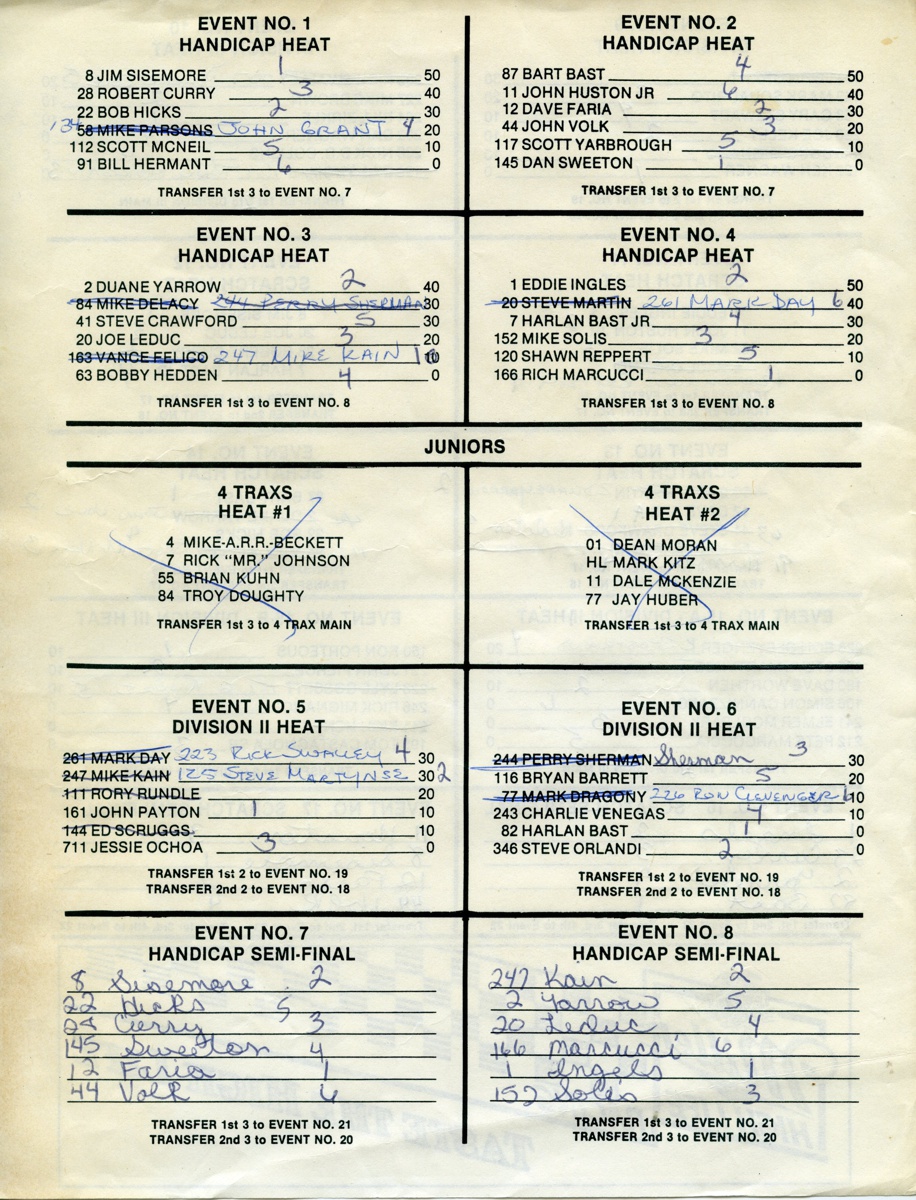 EVENT NO. 1
HANDICAP HEAT
8 JIM SISEMORE 1 50
28 ROBERT CURRY 3 40
22 BOB HICKS 2 30
134 58 MIKE PARSONS JOHN GRANT 4 20
112 SCOTT MCNEIL 5 10
91 BILL HERMANT 6 0
TRANSFER 1st 3 to EVENT NO. 7
EVENT NO. 2
HANDICAP HEAT
87 BART BAST 4 50
11 JOHN HUSTON JR 6 40
12 DAVE FARIA 2 30
44 JOHN VOLK 3 20
117 SCOTT YARBROUGH 5 10
145 DAN SWEETON 1 0
TRANSFER 1st 3 to EVENT NO. 7
EVENT NO. 3
HANDICAP HEAT
2 DUANE YARROW 2 40
84 MIKE DELACY 244 PERRY SHERMAN 30
41 STEVE CRAWFORD 5 30
20 JOE LEDUC 3 20
163 VANCE FELICO 247 MIKE KAIN 1 10
63 BOBBY HEDDEN 4 0
TRANSFER 1st 3 to EVENT NO. 8
EVENT NO. 4
HANDICAP HEAT
1 EDDIE INGLES 2 50
20 STEVE MARTIN 261 MARK DAY 6 40
7 HARLAN BAST JR 4 30
152 MIKE SOLIS 3 20
120 SHAWN REPPERT 5 10
166 RICH MARCUCCI 1 0
TRANSFER 1st 3 to EVENT NO. 8
JUNIORS
4 TRAXS
HEAT #1
4 MIKE-A.R.R.-BECKETT
7 RICK "MR." JOHNSON
55 BRIAN KUHN
84 TROY DOUGHTY
TRANSFER 1st 3 to 4 TRAX MAIN
4 TRAXS
HEAT #2
01 DEAN MORAN
HL MARK KITZ
11 DALE MCKENZIE
77 JAY HUBER
TRANSFER 1st 3 to 4 TRAX MAIN
EVENT NO. 5
DIVISION II HEAT
261 MARK DAY 223 RICK SWALLEY 4 30
247 MIKE KAIN 125 STEVE MARTYNSE 30 2
111 RORY RUNDLE 20
161 JOHN PAYTON 1 10
144 ED SCRUGGS 10
711 JESSIE OCHOA 3 0
TRANSFER 1st 2 to EVENT NO. 19
TRANSFER 2nd 2 to EVENT NO. 18
EVENT NO. 6
DIVISION II HEAT
244 PERRY SHERMAN Sherman 3 30
116 BRYAN BARRETT 5 20
77 MARK DRAGONY 226 RON CLEVENGER 6 10
243 CHARLIE VENEGAS 4 10
82 HARLAN BAST 1 0
346 STEVE ORLANDI 2 0
TRANSFER 1st 2 to EVENT NO. 19
TRANSFER 2nd 2 to EVENT NO. 18
EVENT NO. 7
HANDICAP SEMI-FINAL
8 Sisemore 2
22 Hicks 5
28 Curry 3
145 Sweeton 4
12 Faria 1
44 Volk 6
TRANSFER 1st 3 to EVENT NO. 21
TRANSFER 2nd 3 to EVENT NO. 20
EVENT NO. 8
HANDICAP SEMI-FINAL
247 Kain 2
2 Yarrow 5
20 Leduc 4
166 Marcucci 6
1 Ingels 1
152 Solis 3
TRANSFER 1st 3 to EVENT NO. 21
TRANSFER 2nd 3 to EVENT NO. 20